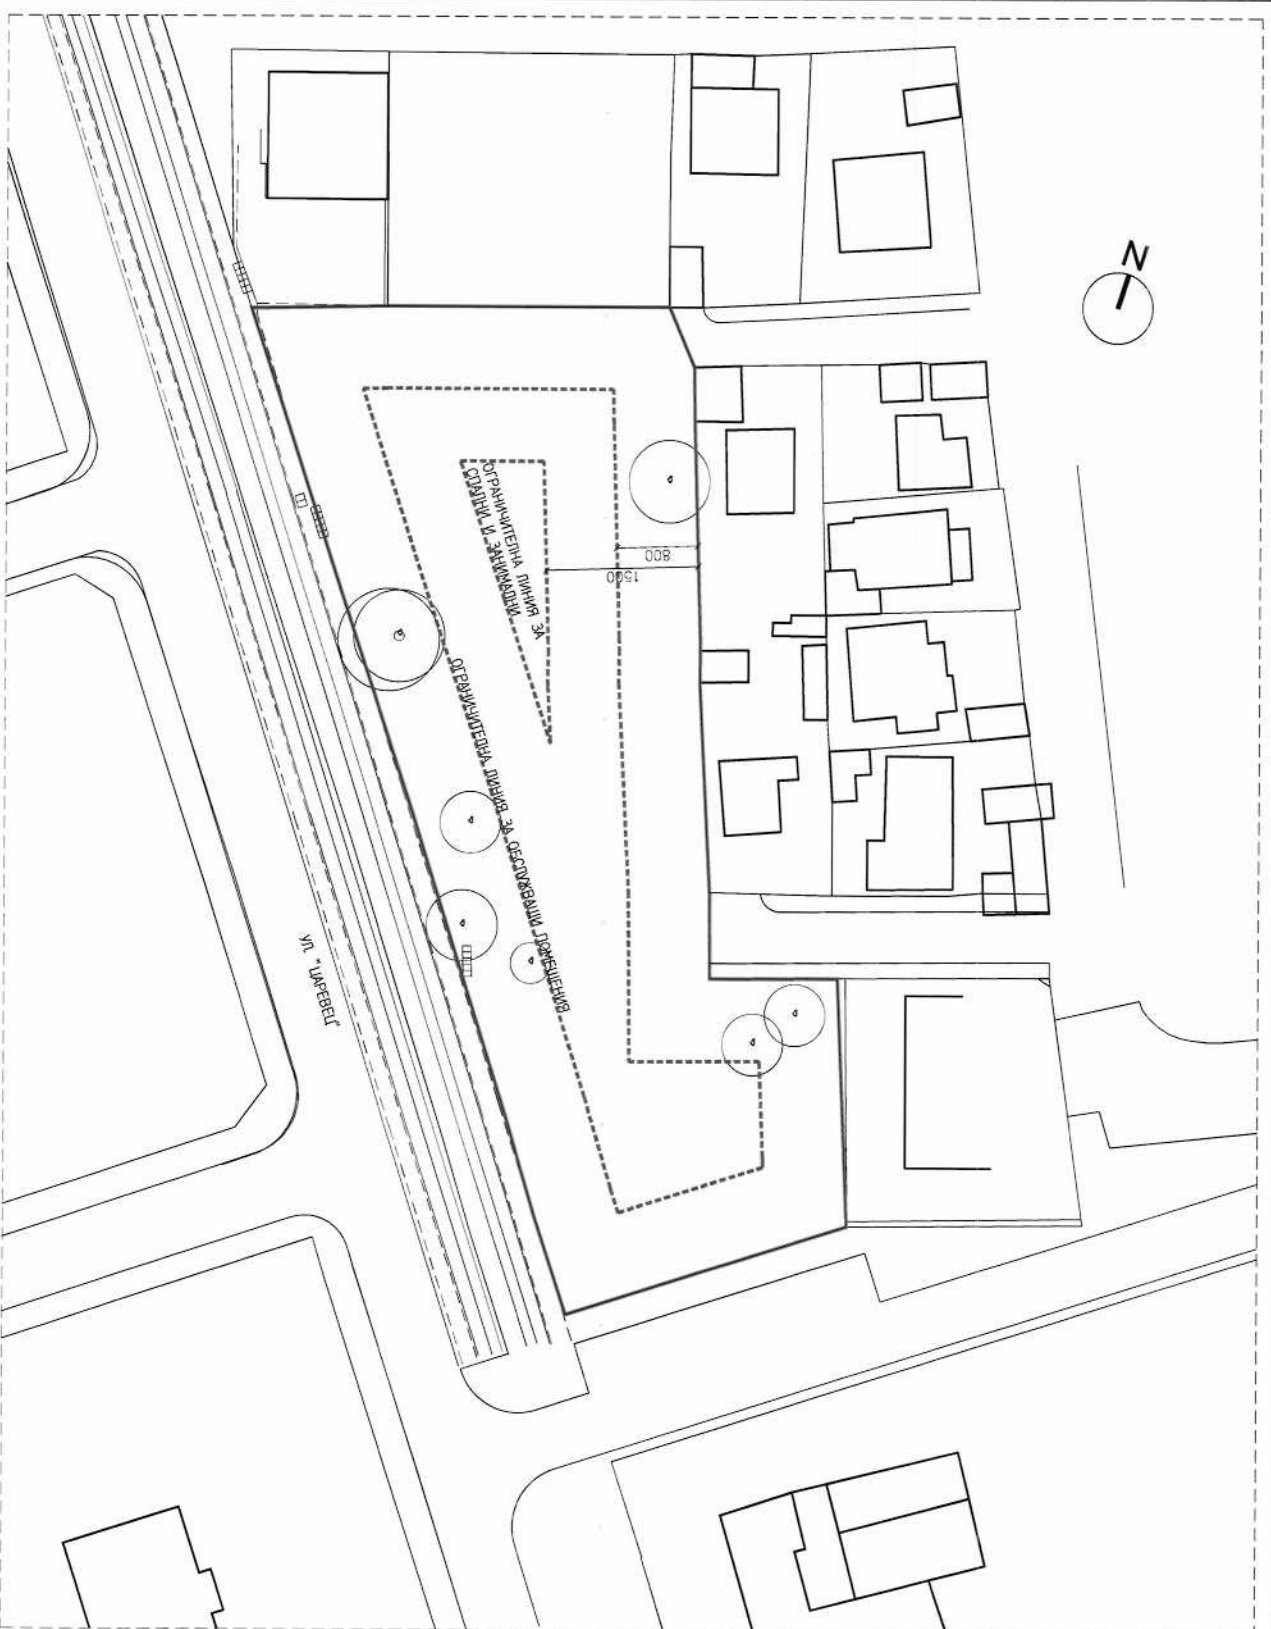 N
ОГРАНИЧИТЕЛНА ЛИНИЯ ЗА
СПАЛНИ И ЗАНИМАЛНИ
800
1500
ОГРАНИЧИТЕЛНА ЛИНИЯ ЗА ОБСЛУЖВАЩИ ПОМЕЩЕНИЯ
УЛ. "ЦАРЕВЕЦ"